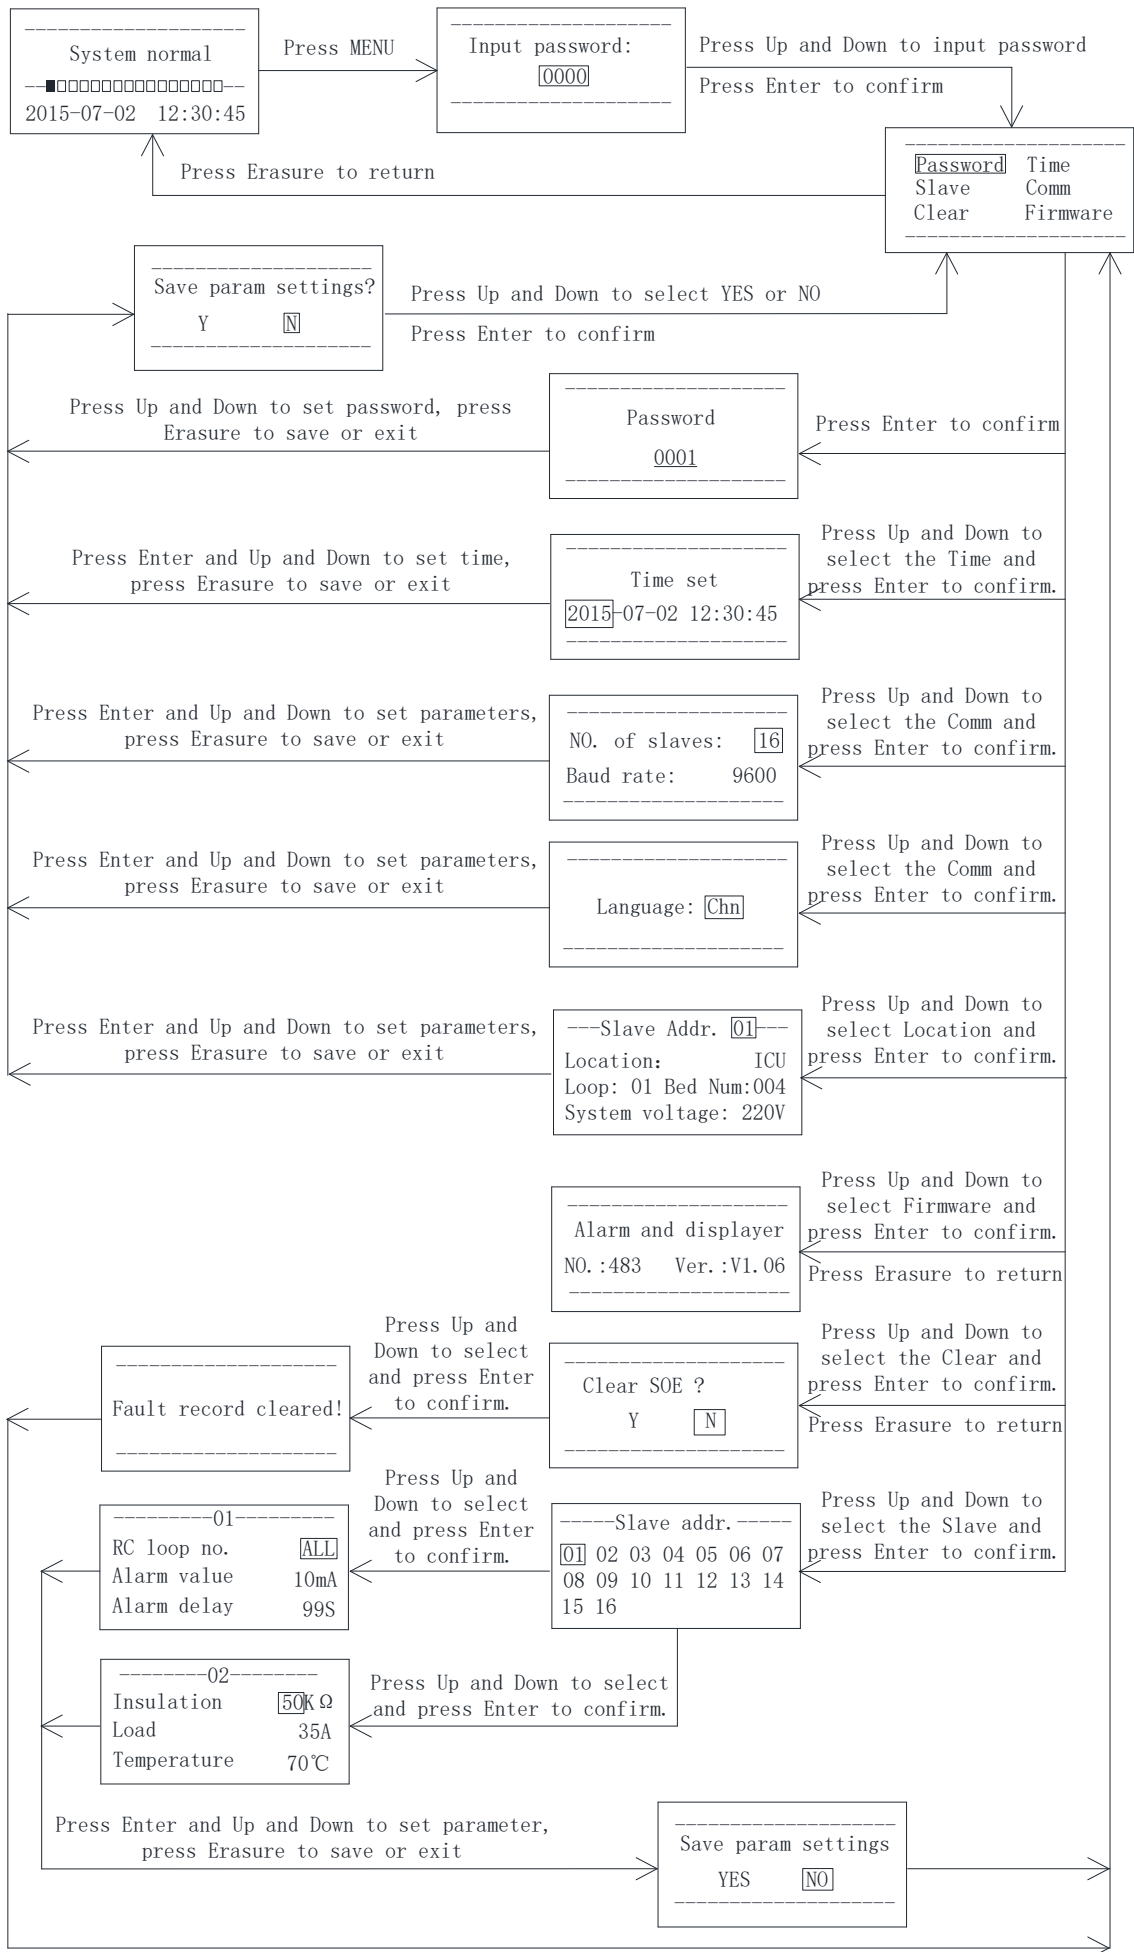 System normal
2015-07-02 12:30:45
Press MENU
Input password:
0000
Press Up and Down to input password
Press Enter to confirm
Password Time
Slave Comm
Clear Firmware
Press Erasure to return
Save param settings?
Y N
Press Up and Down to select YES or NO
Press Enter to confirm
Press Up and Down to set password, press
Erasure to save or exit
Password
0001
Press Enter to confirm
Press Enter and Up and Down to set time,
press Erasure to save or exit
Time set
2015-07-02 12:30:45
Press Up and Down to
select the Time and
press Enter to confirm.
Press Enter and Up and Down to set parameters,
press Erasure to save or exit
NO. of slaves: 16
Baud rate: 9600
Press Up and Down to
select the Comm and
press Enter to confirm.
Press Enter and Up and Down to set parameters,
press Erasure to save or exit
Language: Chn
Press Up and Down to
select the Comm and
press Enter to confirm.
Press Enter and Up and Down to set parameters,
press Erasure to save or exit
---Slave Addr. 01---
Location: ICU
Loop: 01 Bed Num:004
System voltage: 220V
Press Up and Down to
select Location and
press Enter to confirm.
Alarm and displayer
NO.:483 Ver.:V1.06
Press Up and Down to
select Firmware and
press Enter to confirm.
Press Erasure to return
Fault record cleared!
Press Up and
Down to select
and press Enter
to confirm.
Clear SOE ?
Y N
Press Up and Down to
select the Clear and
press Enter to confirm.
Press Erasure to return
---------01---------
RC loop no. ALL
Alarm value 10mA
Alarm delay 99S
Press Up and
Down to select
and press Enter
to confirm.
-----Slave addr.-----
01 02 03 04 05 06 07
08 09 10 11 12 13 14
15 16
Press Up and Down to
select the Slave and
press Enter to confirm.
--------02--------
Insulation 50KΩ
Load 35A
Temperature 70℃
Press Up and Down to select
and press Enter to confirm.
Press Enter and Up and Down to set parameter,
press Erasure to save or exit
Save param settings
YES NO